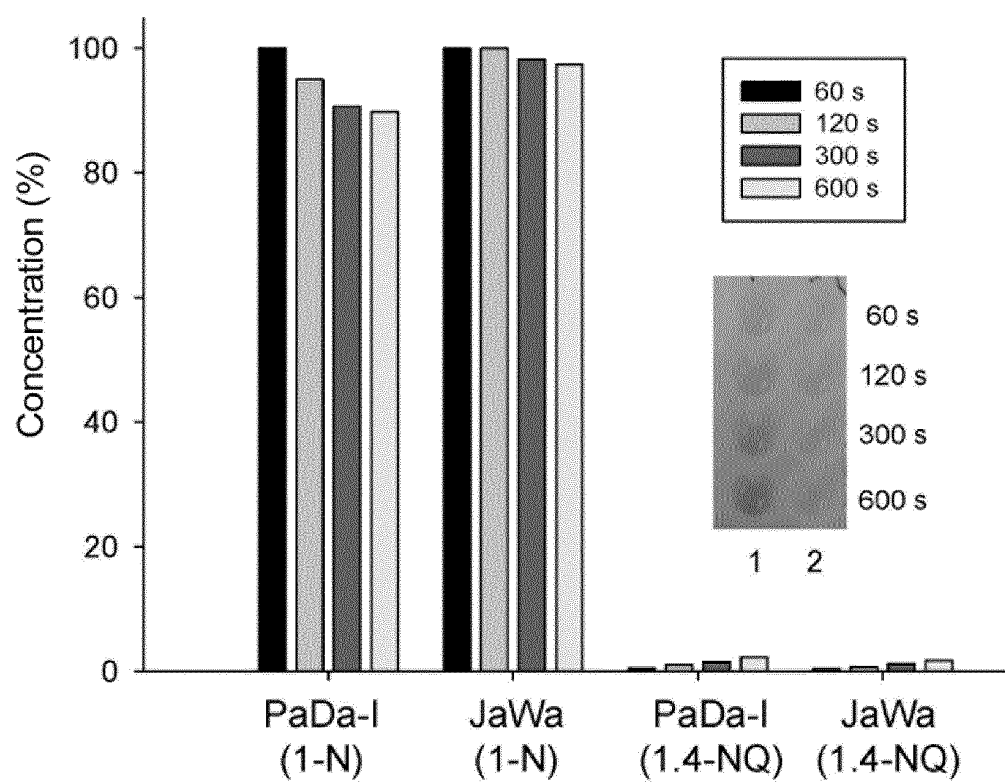 Concentration (%)
100
80
60
40
20
0
60 s
120 s
300 s
600 s
60 s
120 s
300 s
600 s
1 2
PaDa-I JaWa PaDa-I JaWa
(1-N) (1-N) (1.4-NQ) (1.4-NQ)